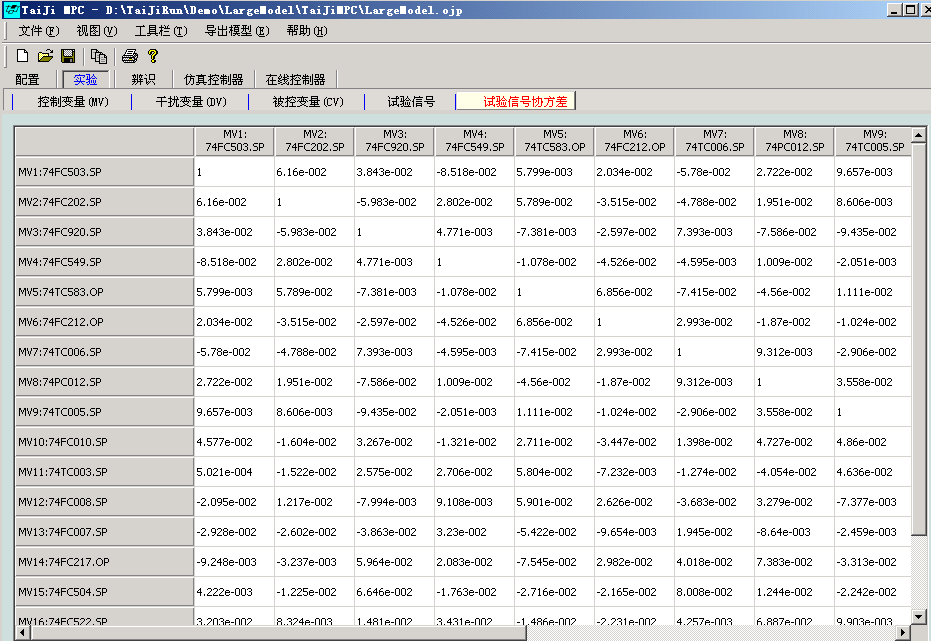 TaiJi MPC - D:\TaiJiRun\Demo\LargeModel\TaiJiMPC\LargeModel.ojp
文件(F) 视图(V) 工具栏(T) 导出模型(E) 帮助(H)
配置 实验 辨识 仿真控制器 在线控制器
控制变量(MV) 干扰变量(DV) 被控变量(CV) 试验信号 试验信号协方差
MV1: MV2: MV3: MV4: MV5: MV6: MV7: MV8: MV9:
74FC503.SP 74FC202.SP 74FC920.SP 74FC549.SP 74TC583.OP 74FC212.OP 74TC006.SP 74PC012.SP 74TC005.SP
MV1:74FC503.SP 1 6.16e-002 3.843e-002 -8.518e-002 5.799e-003 2.034e-002 -5.78e-002 2.722e-002 9.657e-003
MV2:74FC202.SP 6.16e-002 1 -5.983e-002 2.802e-002 5.789e-002 -3.515e-002 -4.788e-002 1.951e-002 8.606e-003
MV3:74FC920.SP 3.843e-002 -5.983e-002 1 4.771e-003 -7.381e-003 -2.597e-002 7.393e-003 -7.586e-002 -9.435e-002
MV4:74FC549.SP -8.518e-002 2.802e-002 4.771e-003 1 -1.078e-002 -4.526e-002 -4.595e-003 1.009e-002 -2.051e-003
MV5:74TC583.OP 5.799e-003 5.789e-002 -7.381e-003 -1.078e-002 1 6.856e-002 -7.415e-002 -4.56e-002 1.111e-002
MV6:74FC212.OP 2.034e-002 -3.515e-002 -2.597e-002 -4.526e-002 6.856e-002 1 2.993e-002 -1.87e-002 -1.024e-002
MV7:74TC006.SP -5.78e-002 -4.788e-002 7.393e-003 -4.595e-003 -7.415e-002 2.993e-002 1 9.312e-003 -2.906e-002
MV8:74PC012.SP 2.722e-002 1.951e-002 -7.586e-002 1.009e-002 -4.56e-002 -1.87e-002 9.312e-003 1 3.558e-002
MV9:74TC005.SP 9.657e-003 8.606e-003 -9.435e-002 -2.051e-003 1.111e-002 -1.024e-002 -2.906e-002 3.558e-002 1
MV10:74FC010.SP 4.577e-002 -1.604e-002 3.267e-002 -1.321e-002 2.711e-002 -3.447e-002 1.398e-002 4.727e-002 4.86e-002
MV11:74TC003.SP 5.021e-004 -1.522e-002 2.575e-002 2.706e-002 5.804e-002 -7.232e-003 -1.274e-002 -4.054e-002 4.636e-002
MV12:74FC008.SP -2.095e-002 1.217e-002 -7.994e-003 9.108e-003 5.901e-002 2.626e-002 -3.683e-002 3.279e-002 -7.377e-003
MV13:74FC007.SP -2.928e-002 -2.602e-002 -3.863e-002 3.23e-002 -5.422e-002 -9.654e-003 1.945e-002 -8.64e-003 -2.459e-003
MV14:74FC217.OP -9.248e-003 -3.237e-003 5.964e-002 2.083e-002 -7.545e-002 2.982e-002 4.018e-002 7.383e-002 -3.313e-002
MV15:74FC504.SP 4.222e-003 -1.225e-002 6.646e-002 -1.763e-002 -2.716e-002 -2.165e-002 8.008e-002 1.244e-002 -2.242e-002
MV16:74FC522.SP 3.203e-002 8.324e-003 1.481e-002 3.431e-002 -1.486e-002 -2.231e-002 4.257e-003 6.887e-002 9.903e-003